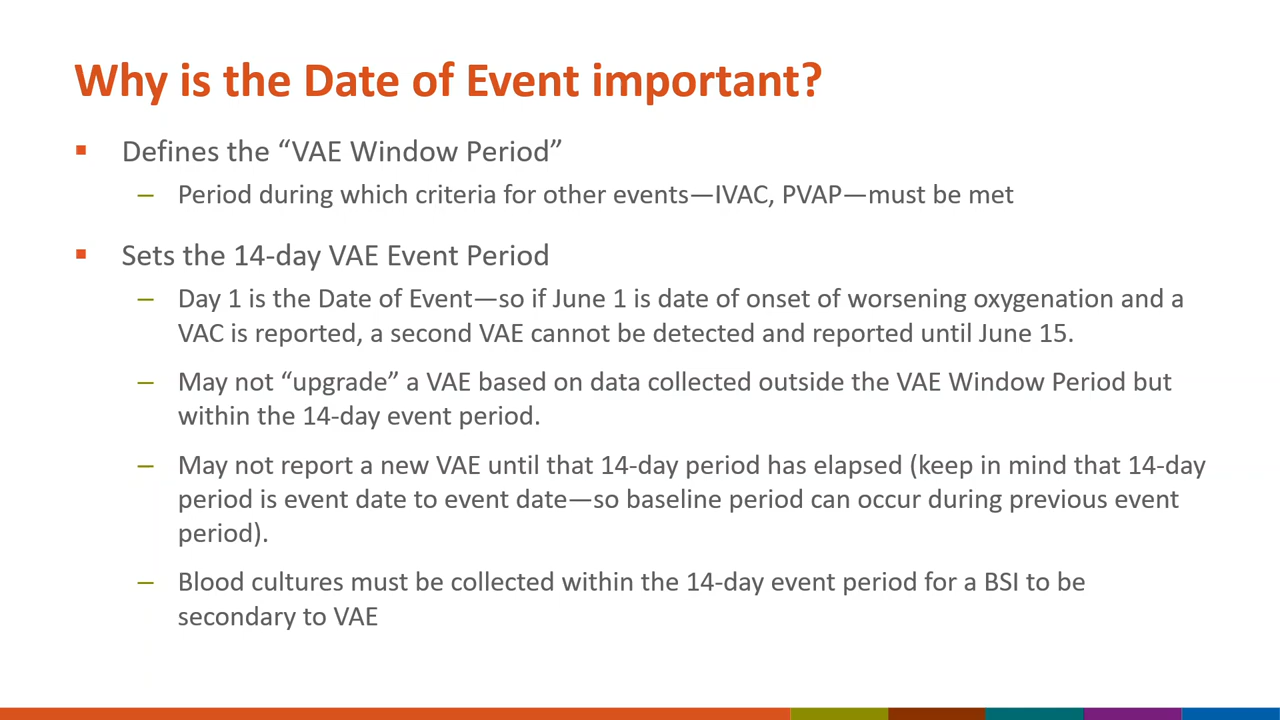 Why is the Date of Event important?
▪ Defines the “VAE Window Period”
– Period during which criteria for other events—IVAC, PVAP—must be met
▪ Sets the 14-day VAE Event Period
– Day 1 is the Date of Event—so if June 1 is date of onset of worsening oxygenation and a
VAC is reported, a second VAE cannot be detected and reported until June 15.
– May not “upgrade” a VAE based on data collected outside the VAE Window Period but
within the 14-day event period.
– May not report a new VAE until that 14-day period has elapsed (keep in mind that 14-day
period is event date to event date—so baseline period can occur during previous event
period).
– Blood cultures must be collected within the 14-day event period for a BSI to be
secondary to VAE